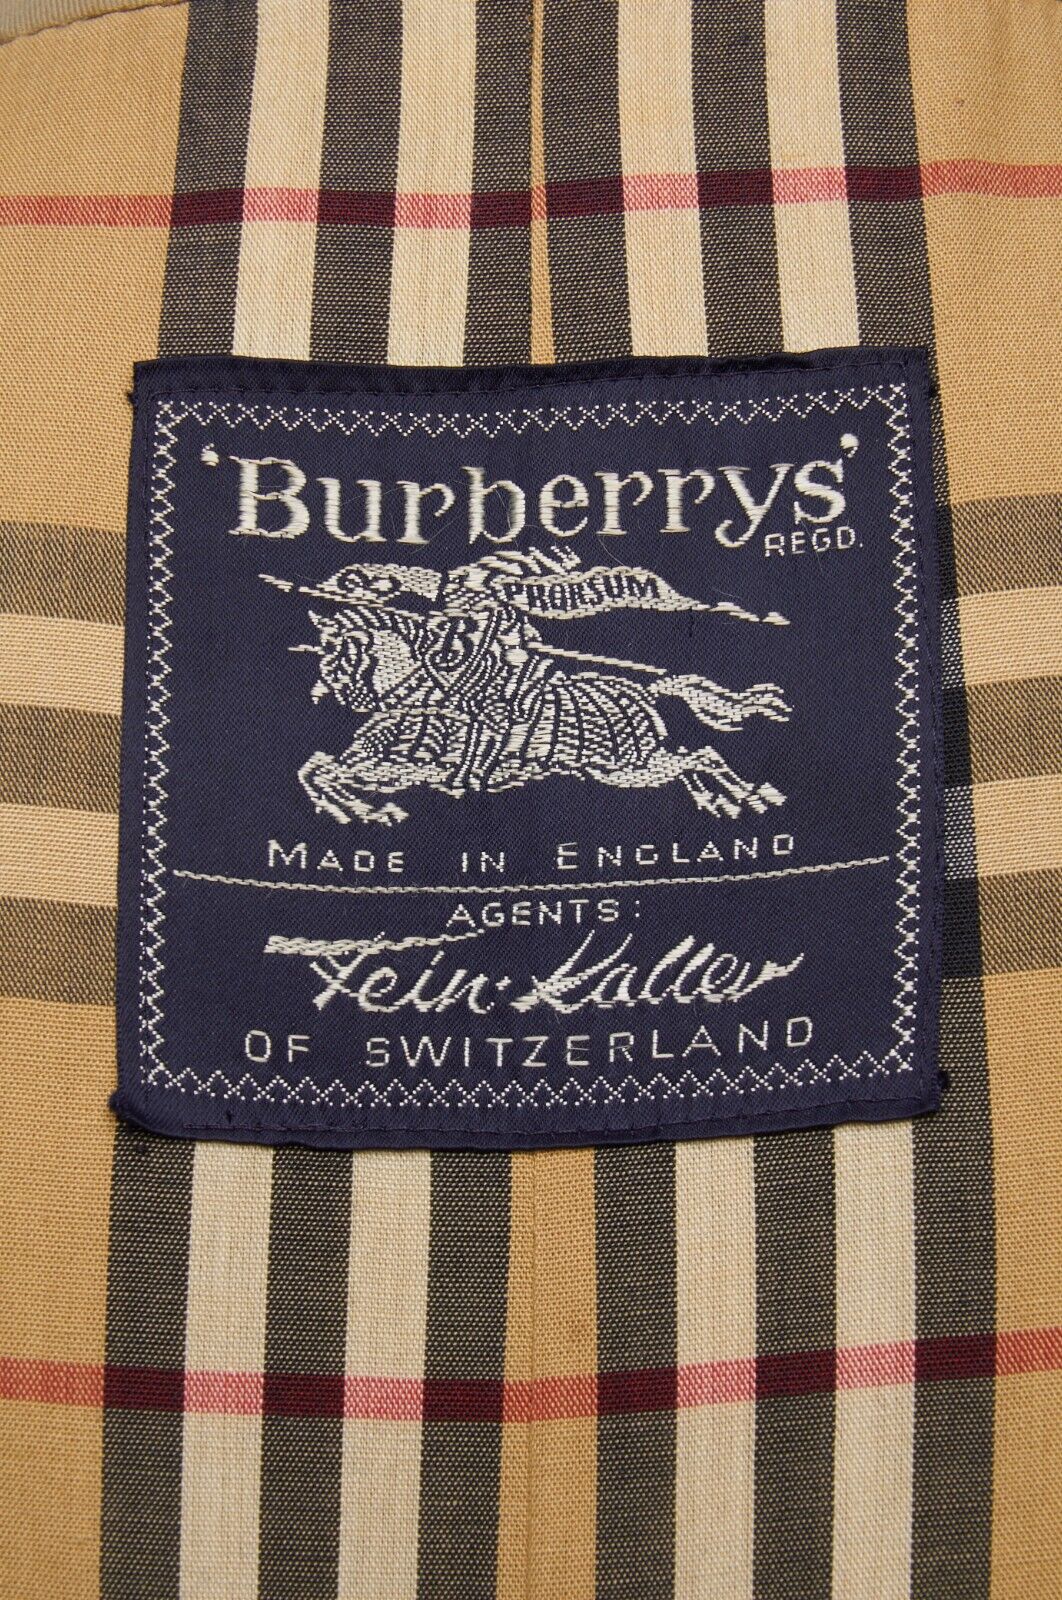 'Burberrys'
REGD.
PRORSUM
B
MADE IN ENGLAND
AGENTS:
Fein-Kaller
OF SWITZERLAND